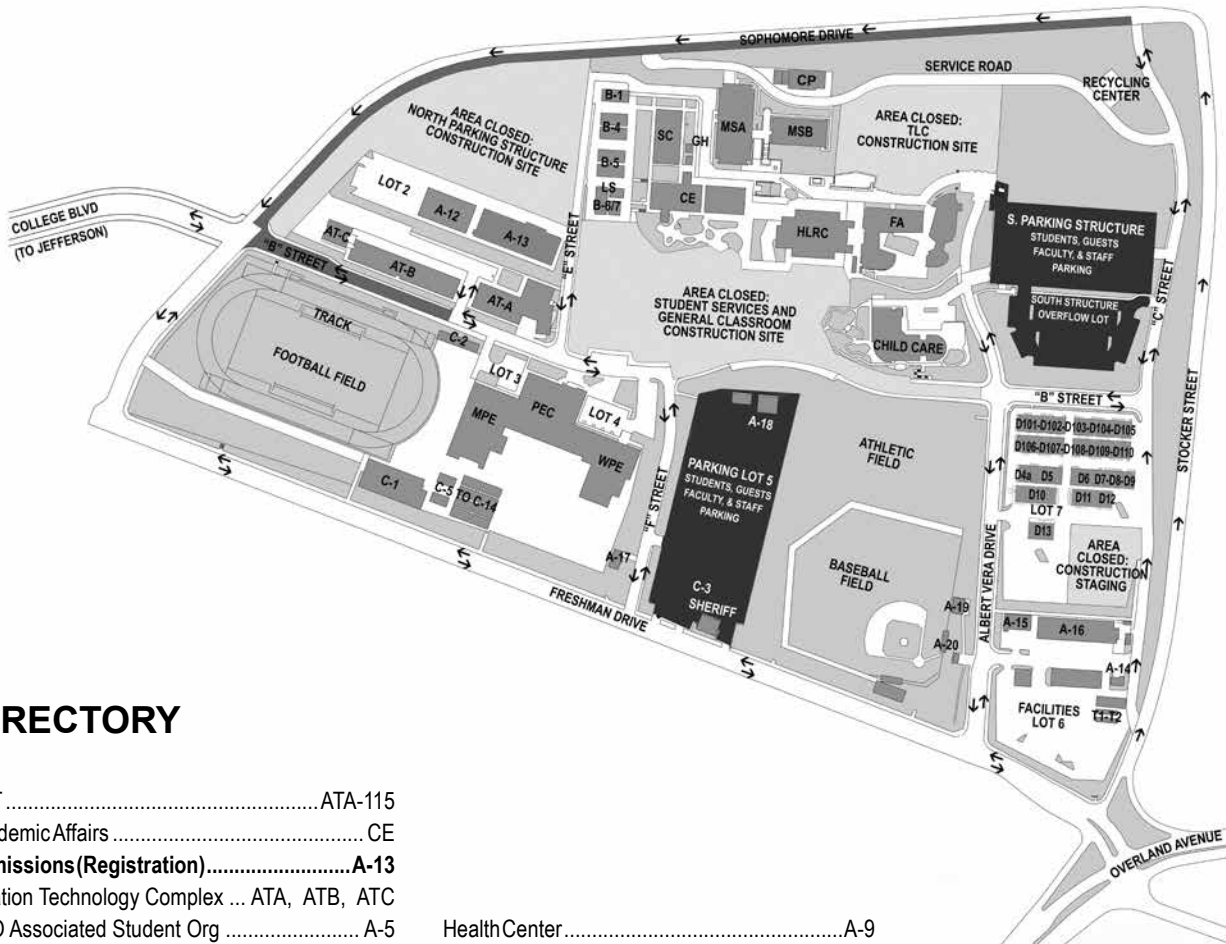 SOPHOMORE DRIVE
SERVICE ROAD
RECYCLING
CENTER
CP
B-1
B-4
B-5
LS
B-6/7
SC
GH
MSA
MSB
CE
AREA CLOSED:
TLC
CONSTRUCTION SITE
AREA CLOSED:
NORTH PARKING STRUCTURE
CONSTRUCTION SITE
LOT 2
A-12
A-13
COLLEGE BLVD
(TO JEFFERSON)
"B" STREET
AT-C
AT-B
AT-A
"E" STREET
HLRC
FA
S. PARKING STRUCTURE
STUDENTS, GUESTS
FACULTY, & STAFF
PARKING
SOUTH STRUCTURE
OVERFLOW LOT
"C" STREET
STOCKER STREET
AREA CLOSED:
STUDENT SERVICES AND
GENERAL CLASSROOM
CONSTRUCTION SITE
CHILD CARE
TRACK
FOOTBALL FIELD
C-2
LOT 3
PEC
MPE
LOT 4
WPE
C-1
C-5 TO C-14
A-17
"F" STREET
A-18
PARKING LOT 5
STUDENTS, GUESTS
FACULTY, & STAFF
PARKING
C-3
SHERIFF
FRESHMAN DRIVE
ATHLETIC
FIELD
BASEBALL
FIELD
A-19
A-20
ALBERT VERA DRIVE
"B" STREET
D101-D102-D103-D104-D105
D106-D107-D108-D109-D110
D4a D5 D6 D7-D8-D9
D10 D11 D12
LOT 7
D13
AREA
CLOSED:
CONSTRUCTION
STAGING
A-15
A-16
A-14
FACILITIES
LOT 6
T1-T2
OVERLAND AVENUE
RECTORY
ATA-115
demicAffairs ............................................. CE
missions(Registration)..........................A-13
ation Technology Complex ... ATA, ATB, ATC
Associated Student Org ........................ A-5
HealthCenter..................................................A-9